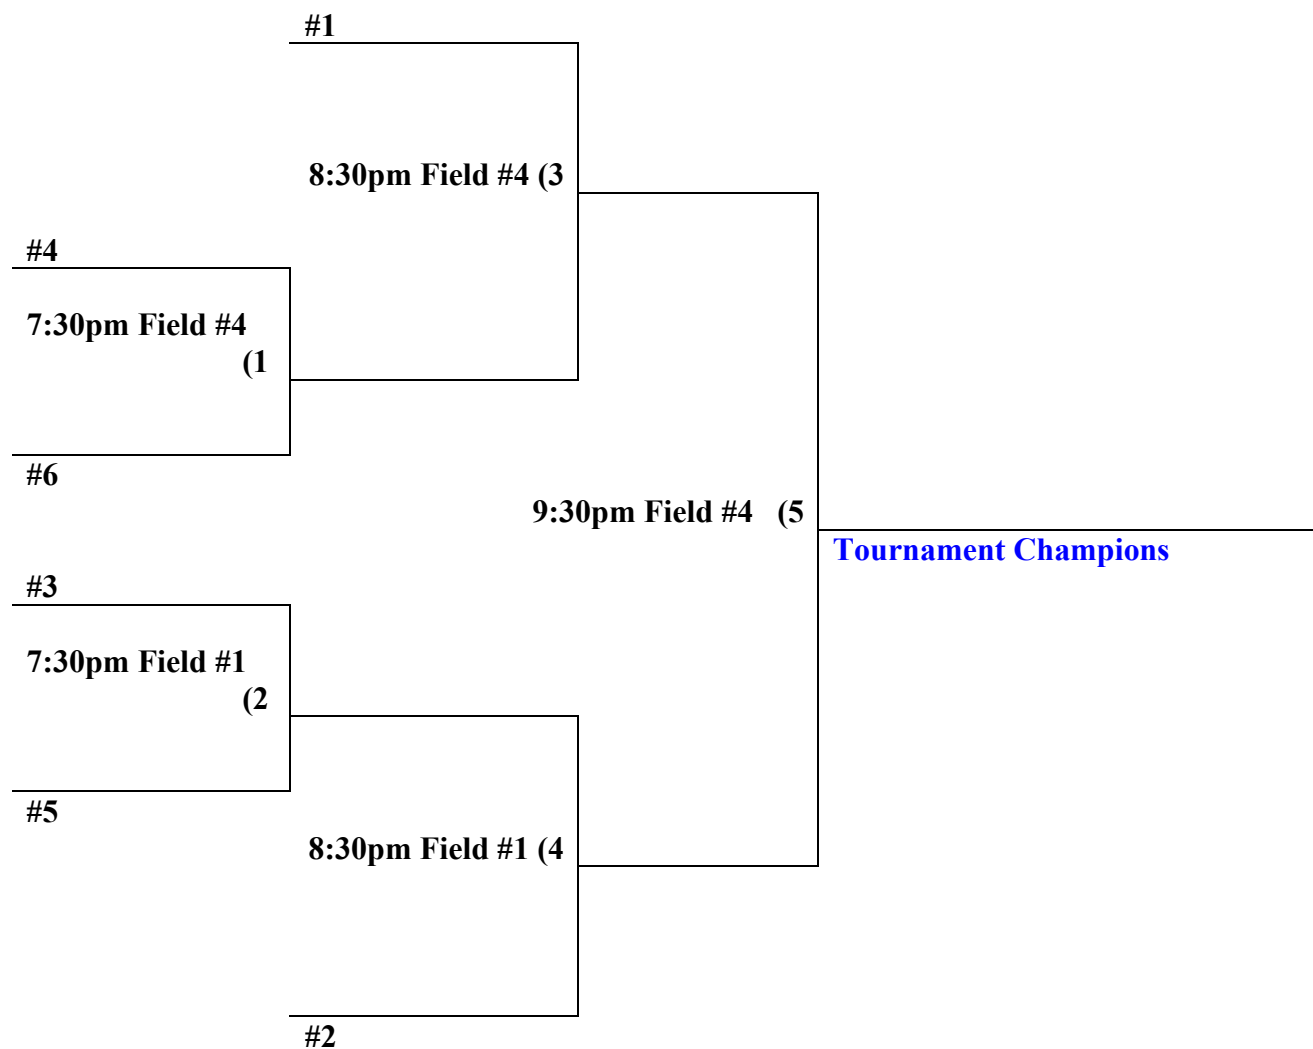 #1
8:30pm Field #4 (3
#4
7:30pm Field #4
(1
#6
9:30pm Field #4 (5
Tournament Champions
#3
7:30pm Field #1
(2
#5
8:30pm Field #1 (4
#2